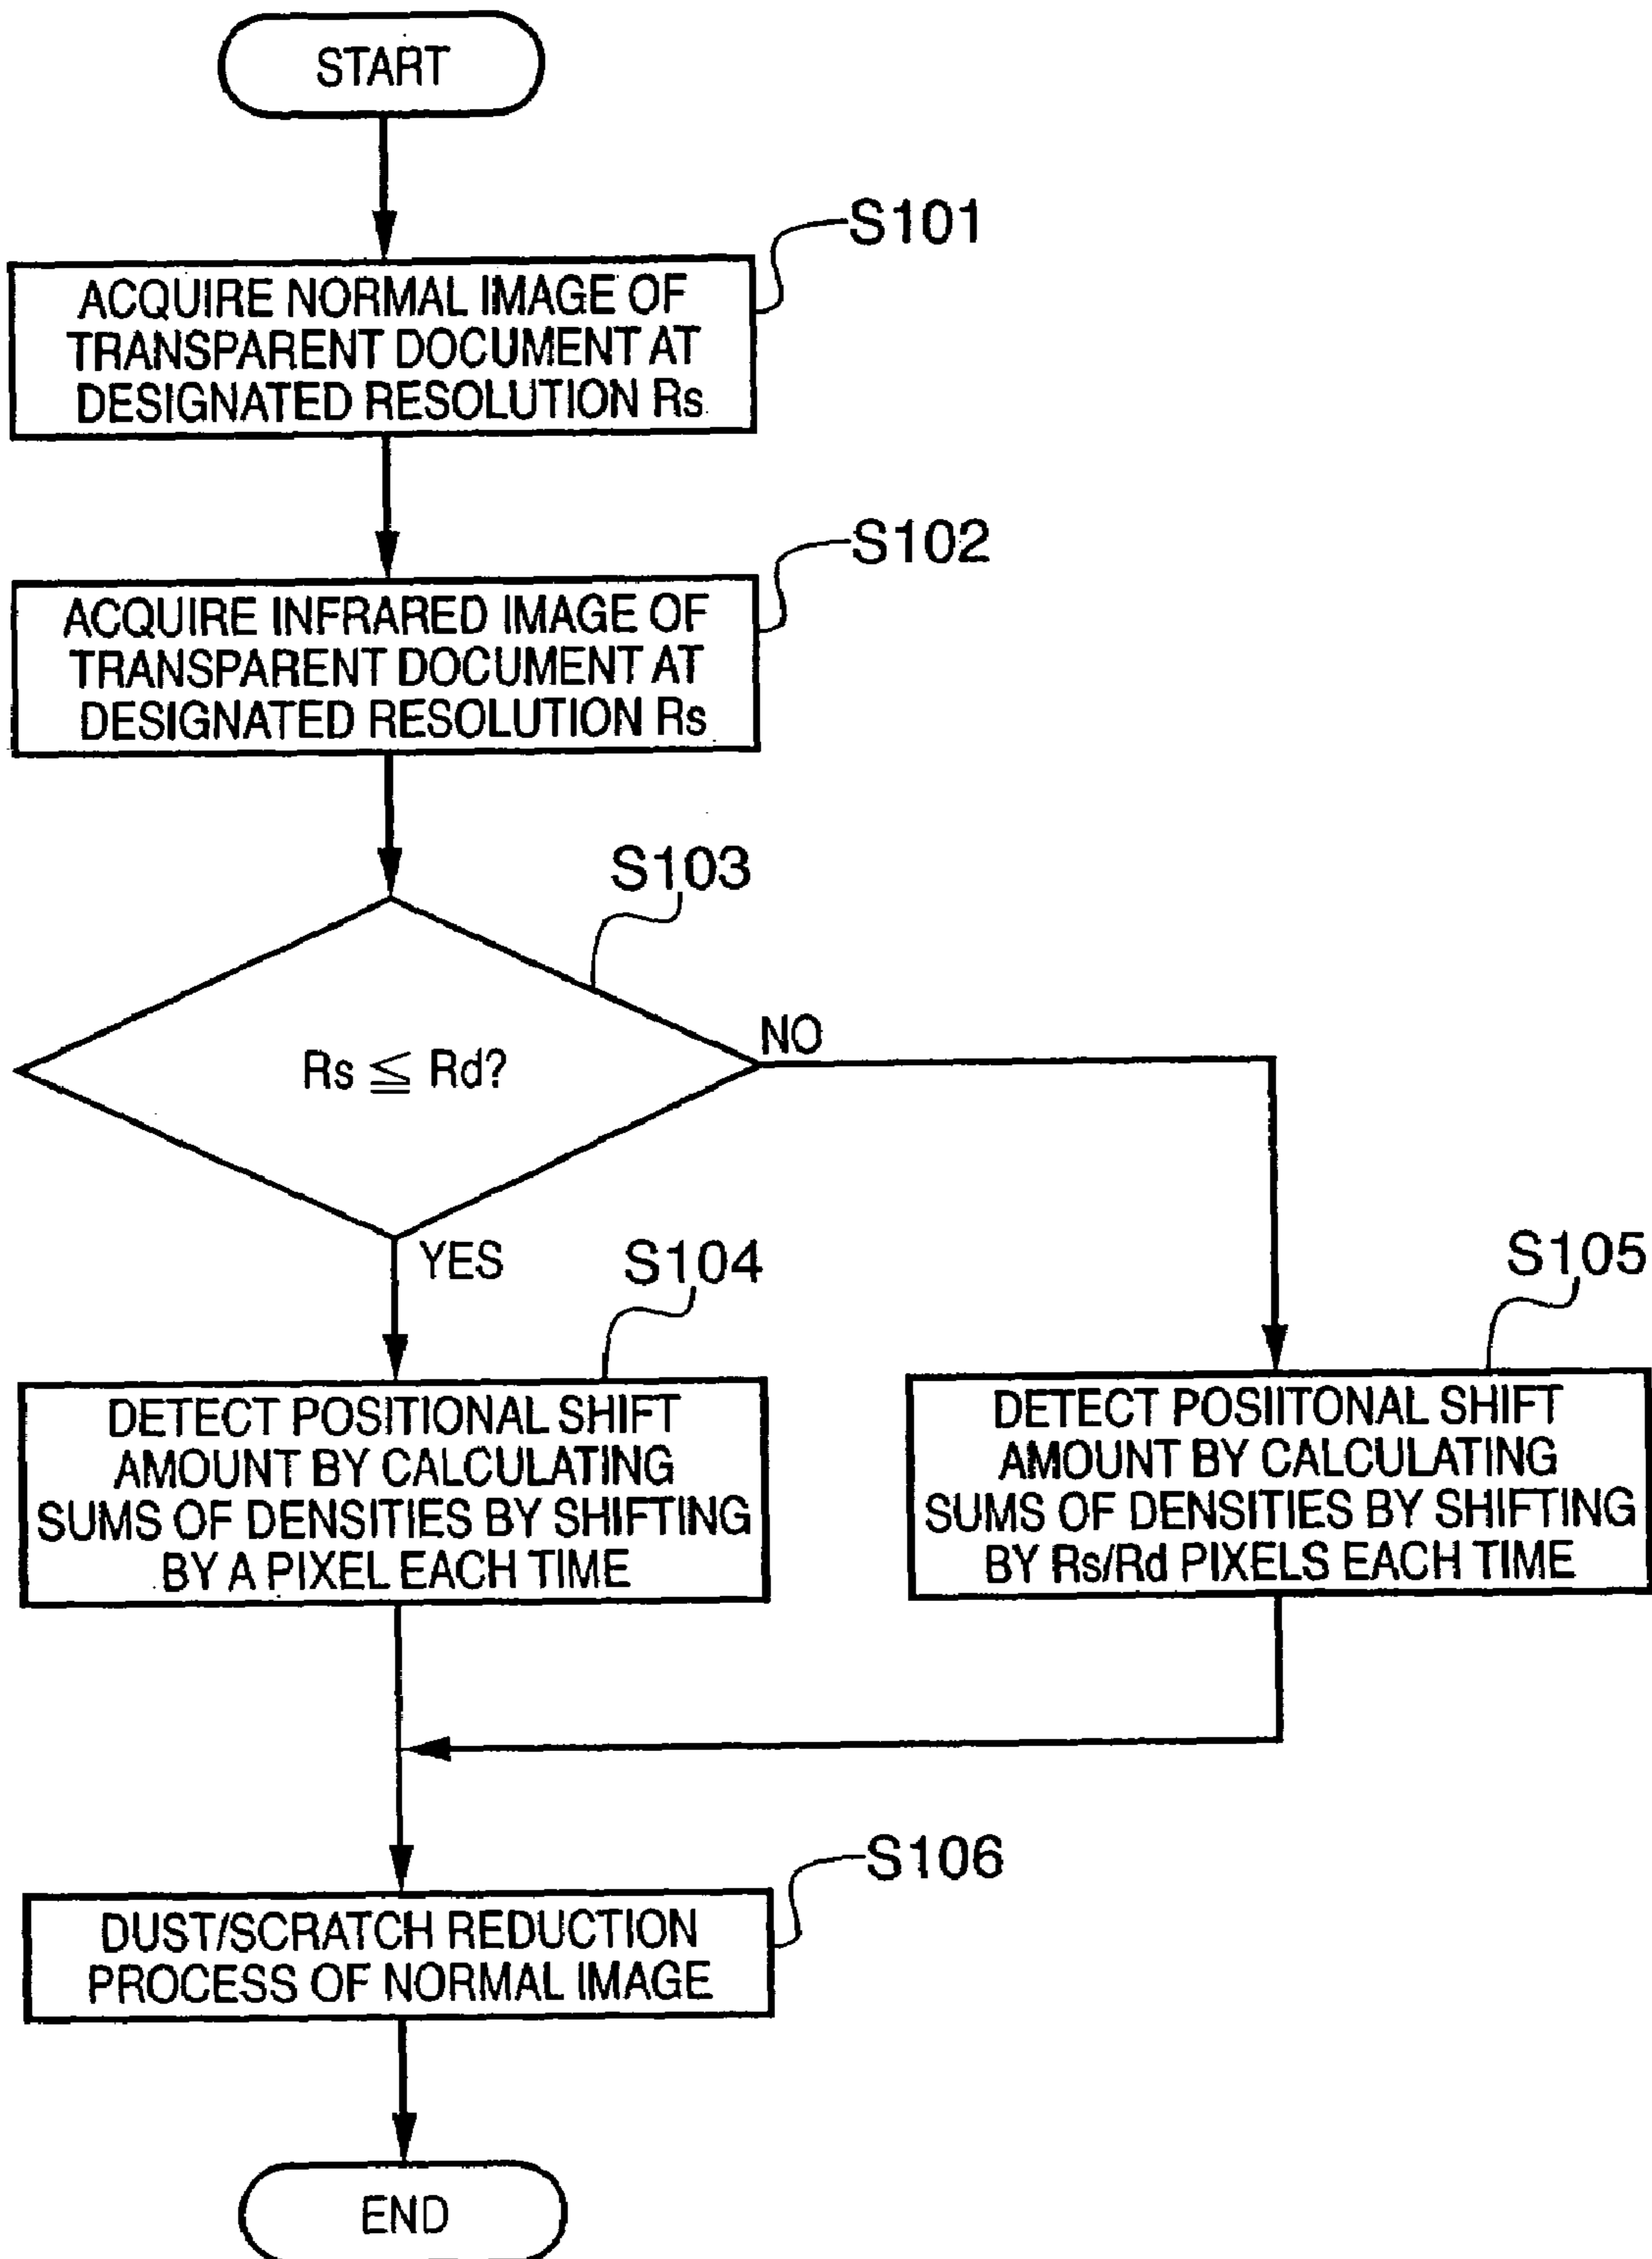 START
S101
ACQUIRE NORMAL IMAGE OF
TRANSPARENT DOCUMENT AT
DESIGNATED RESOLUTION Rs
S102
ACQUIRE INFRARED IMAGE OF
TRANSPARENT DOCUMENT AT
DESIGNATED RESOLUTION Rs
S103
Rs ≦ Rd?
NO
YES
S104
DETECT POSITIONAL SHIFT
AMOUNT BY CALCULATING
SUMS OF DENSITIES BY SHIFTING
BY A PIXEL EACH TIME
S105
DETECT POSIITONAL SHIFT
AMOUNT BY CALCULATING
SUMS OF DENSITIES BY SHIFTING
BY Rs/Rd PIXELS EACH TIME
S106
DUST/SCRATCH REDUCTION
PROCESS OF NORMAL IMAGE
END